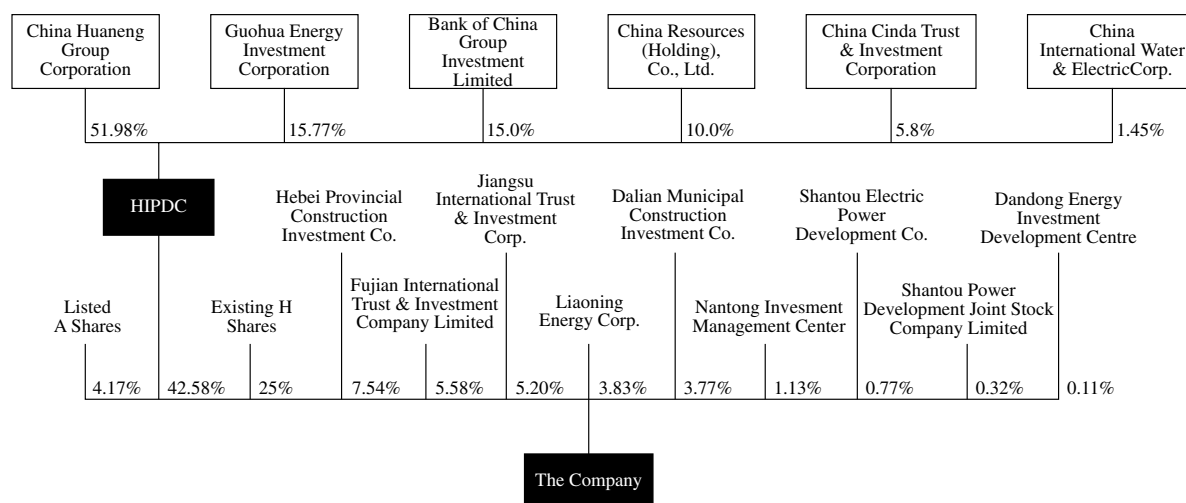 China Huaneng
Group
Corporation
Guohua Energy
Investment
Corporation
Bank of China
Group
Investment
Limited
China Resources
(Holding),
Co., Ltd.
China Cinda Trust
& Investment
Corporation
China
International Water
& ElectricCorp.
51.98%
15.77%
15.0%
10.0%
5.8%
1.45%
HIPDC
Hebei Provincial
Construction
Investment Co.
Jiangsu
International Trust
& Investment
Corp.
Dalian Municipal
Construction
Investment Co.
Shantou Electric
Power
Development Co.
Dandong Energy
Investment
Development Centre
Listed
A Shares
Existing H
Shares
Fujian International
Trust & Investment
Company Limited
Liaoning
Energy Corp.
Nantong Invesment
Management Center
Shantou Power
Development Joint Stock
Company Limited
4.17%
42.58%
25%
7.54%
5.58%
5.20%
3.83%
3.77%
1.13%
0.77%
0.32%
0.11%
The Company